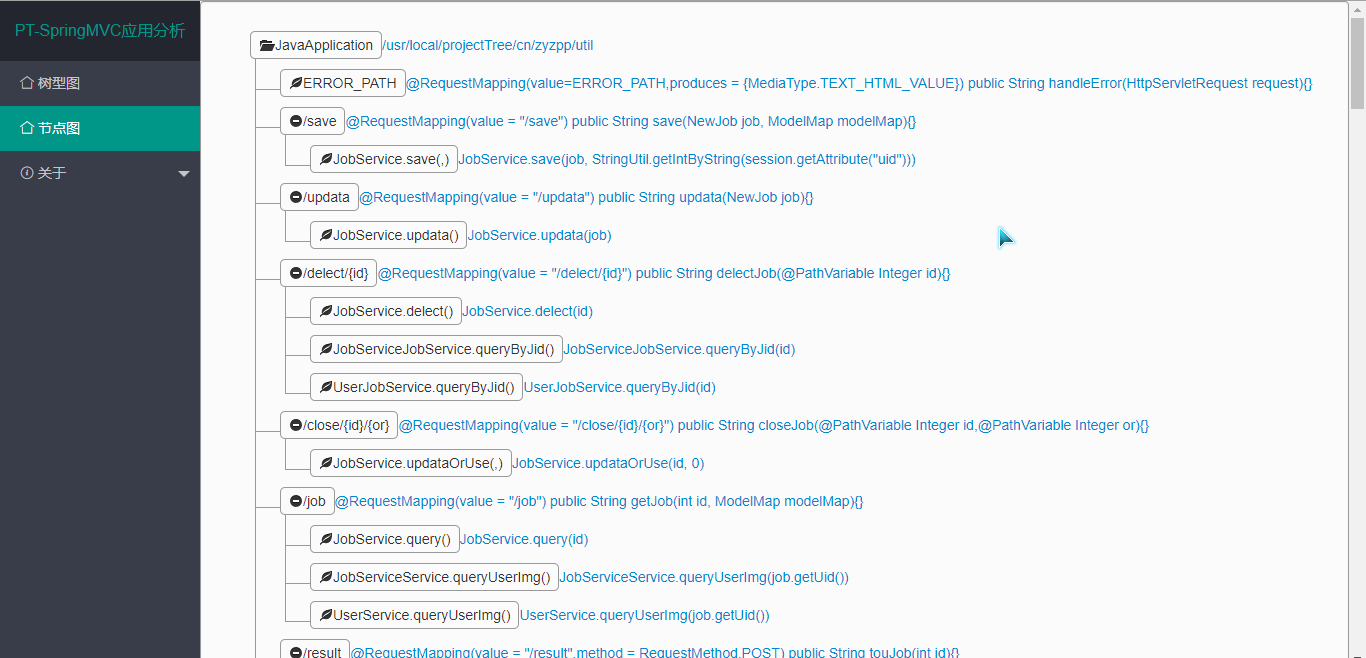 PT-SpringMVC应用分析
树型图
节点图
关于
JavaApplication /usr/local/projectTree/cn/zyzpp/util
ERROR_PATH @RequestMapping(value=ERROR_PATH,produces = {MediaType.TEXT_HTML_VALUE}) public String handleError(HttpServletRequest request){}
/save @RequestMapping(value = "/save") public String save(NewJob job, ModelMap modelMap){}
JobService.save(,) JobService.save(job, StringUtil.getIntByString(session.getAttribute("uid")))
/updata @RequestMapping(value = "/updata") public String updata(NewJob job){}
JobService.updata() JobService.updata(job)
/delect/{id} @RequestMapping(value = "/delect/{id}") public String delectJob(@PathVariable Integer id){}
JobService.delect() JobService.delect(id)
JobServiceJobService.queryByJid() JobServiceJobService.queryByJid(id)
UserJobService.queryByJid() UserJobService.queryByJid(id)
/close/{id}/{or} @RequestMapping(value = "/close/{id}/{or}") public String closeJob(@PathVariable Integer id,@PathVariable Integer or){}
JobService.updataOrUse(,) JobService.updataOrUse(id, 0)
/job @RequestMapping(value = "/job") public String getJob(int id, ModelMap modelMap){}
JobService.query() JobService.query(id)
JobServiceService.queryUserImg() JobServiceService.queryUserImg(job.getUid())
UserService.queryUserImg() UserService.queryUserImg(job.getUid())
/result @RequestMapping(value = "/result",method = RequestMethod.POST) public String touJob(int id){}